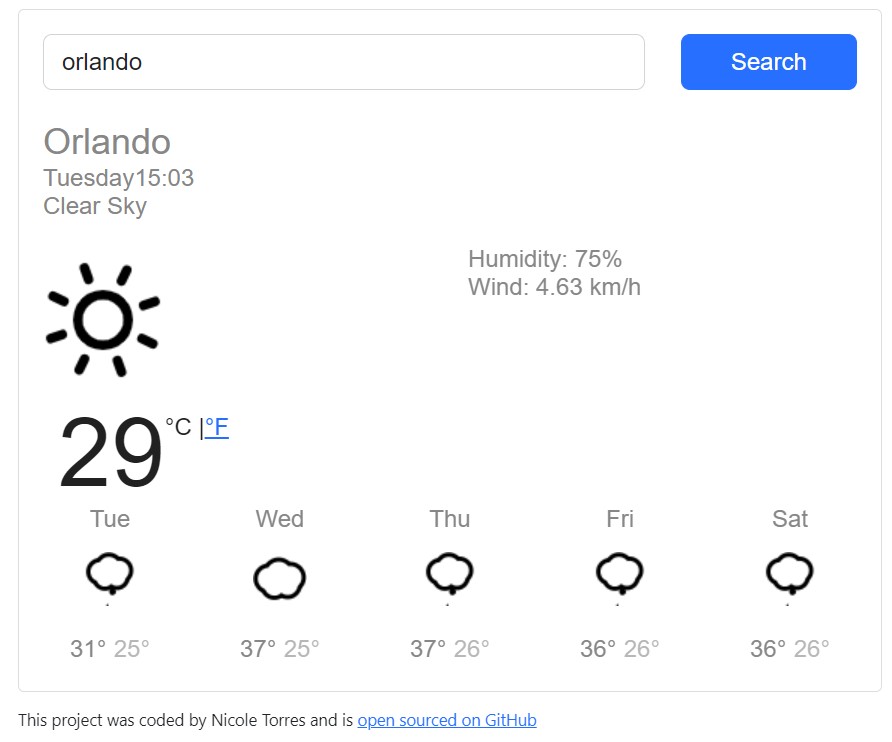 orlando
Search
Orlando
Tuesday15:03
Clear Sky
Humidity: 75%
Wind: 4.63 km/h
29 °C |°F
Tue Wed Thu Fri Sat
31° 25° 37° 25° 37° 26° 36° 26° 36° 26°
This project was coded by Nicole Torres and is open sourced on GitHub